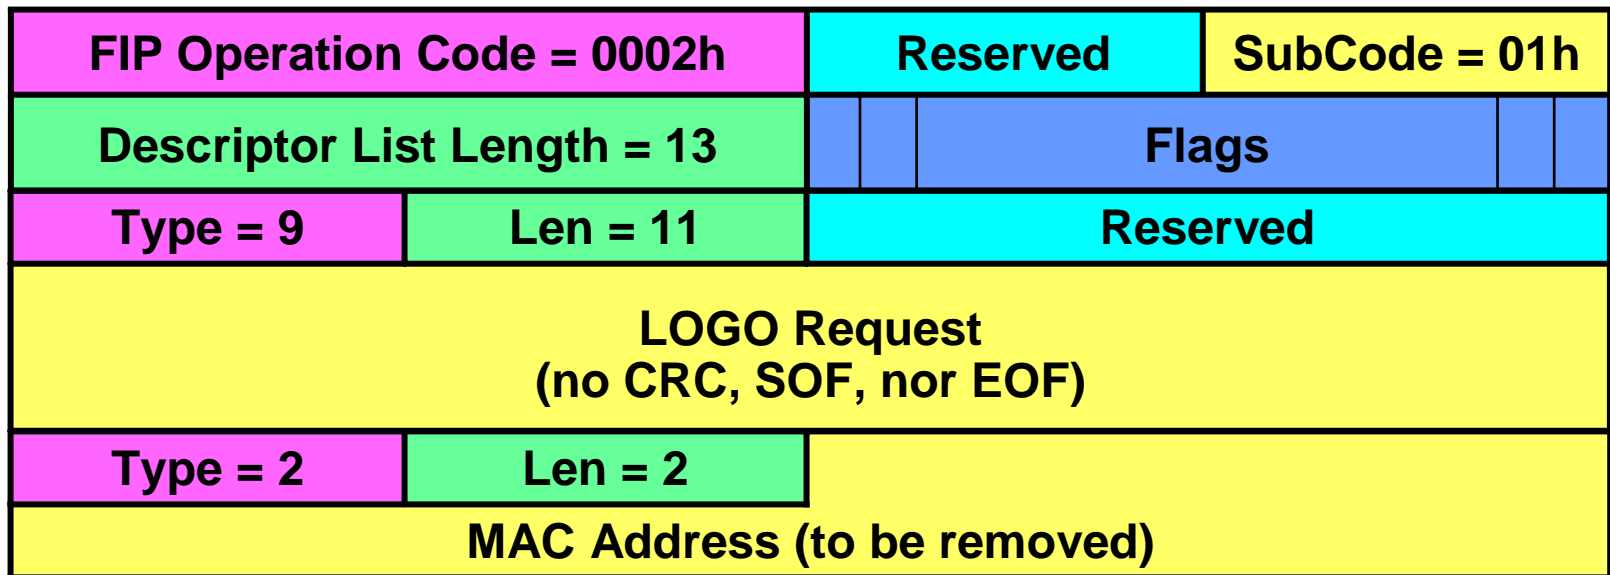 FIP Operation Code = 0002h Reserved SubCode = 01h
Descriptor List Length = 13 Flags
Type = 9 Len = 11 Reserved
LOGO Request
(no CRC, SOF, nor EOF)
Type = 2 Len = 2
MAC Address (to be removed)